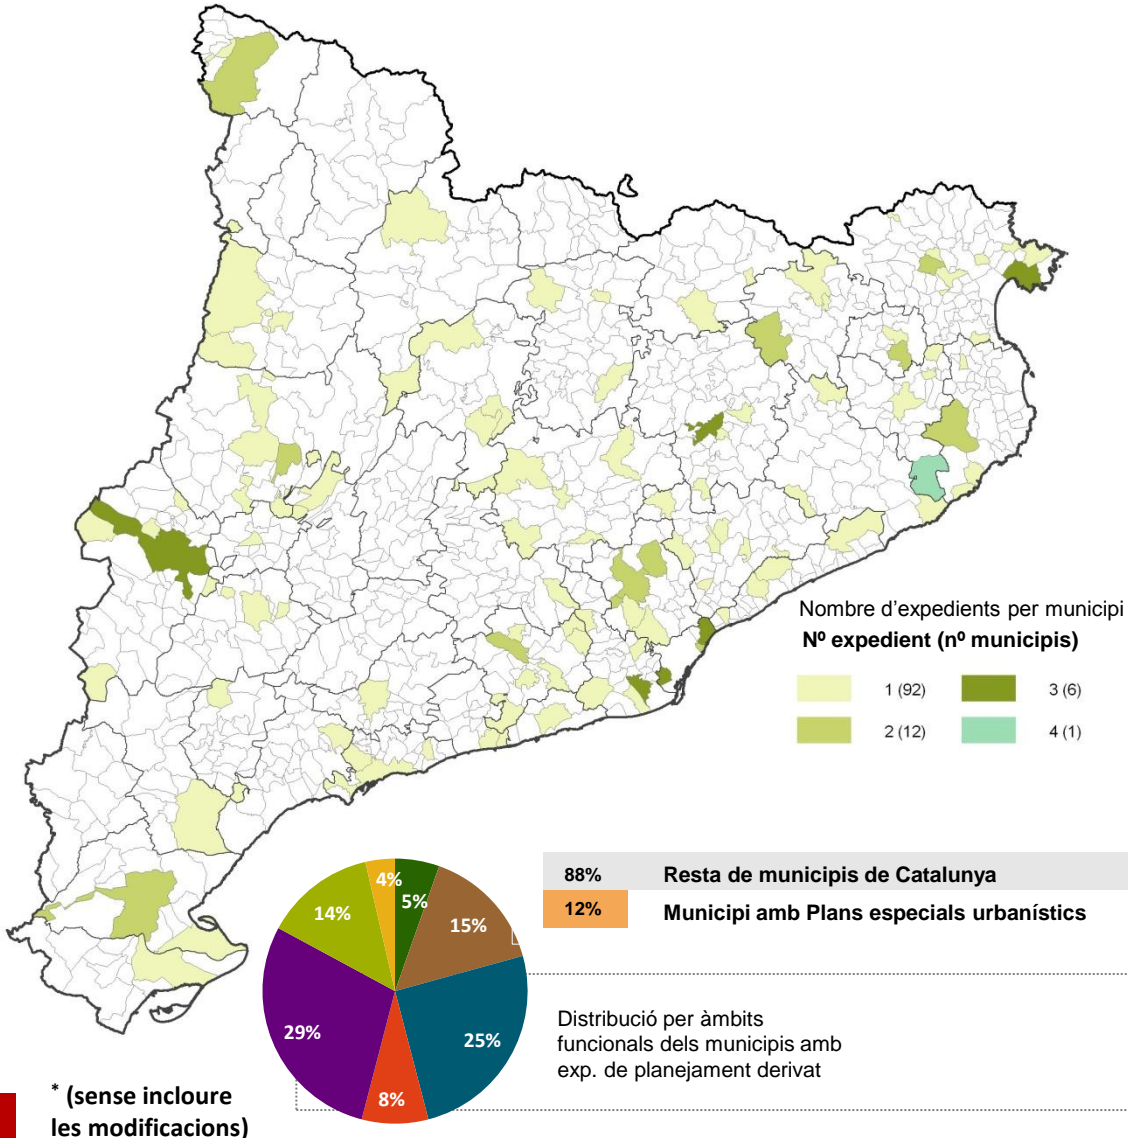 Nombre d'expedients per municipi
Nº expedient (nº municipis)
1 (92)
3 (6)
2 (12)
4 (1)
88%
Resta de municipis de Catalunya
12%
Municipi amb Plans especials urbanístics
4%
5%
14%
15%
29%
25%
8%
Distribució per àmbits
funcionals dels municipis amb
exp. de planejament derivat
* (sense incloure
les modificacions)